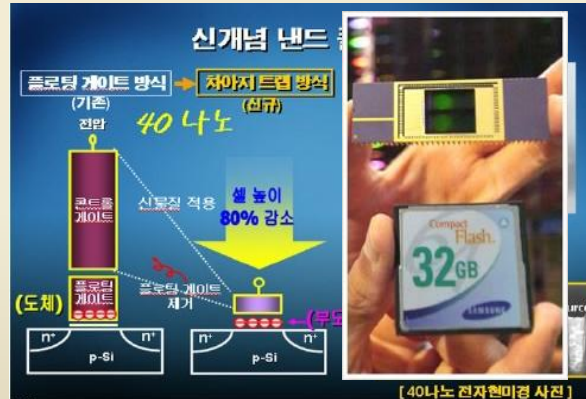 신개념 낸드
플로팅 게이트 방식
차아지 트랩 방식
(기존)
(신규)
전압
40 나노
콘트롤
게이트
신물질 적용
셀 높이
80% 감소
플로팅
게이트
플로팅 게이트
제거
(도체)
n⁺
n⁺
p-Si
n⁺
n⁺
p-Si
Compact
Flash.
32GB
SAMSUNG
[ 40나노 전자현미경 사진 ]